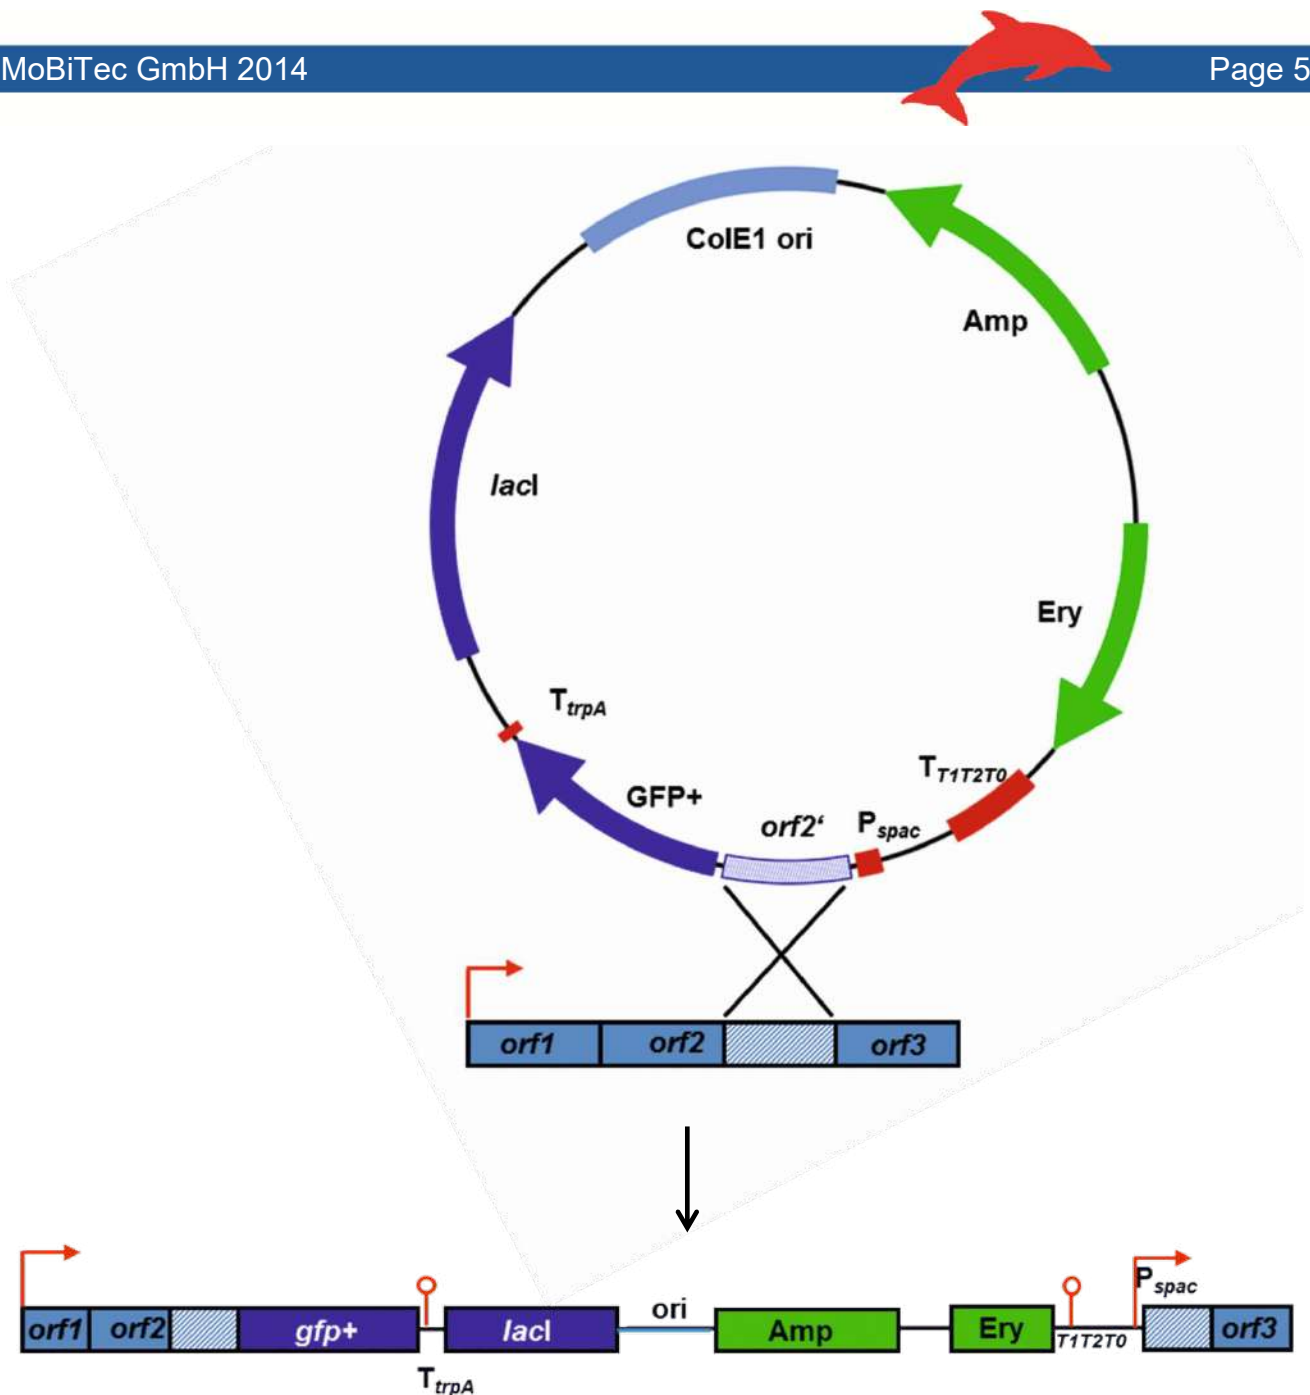 MoBiTec GmbH 2014 Page 5
ColE1 ori
Amp
lacI
Ery
TtrpA
TT1T2T0
GFP+
orf2‘
Pspac
orf1 orf2 orf3
Pspac
ori
orf1 orf2 gfp+ lacI Amp Ery T1T2T0 orf3
TtrpA